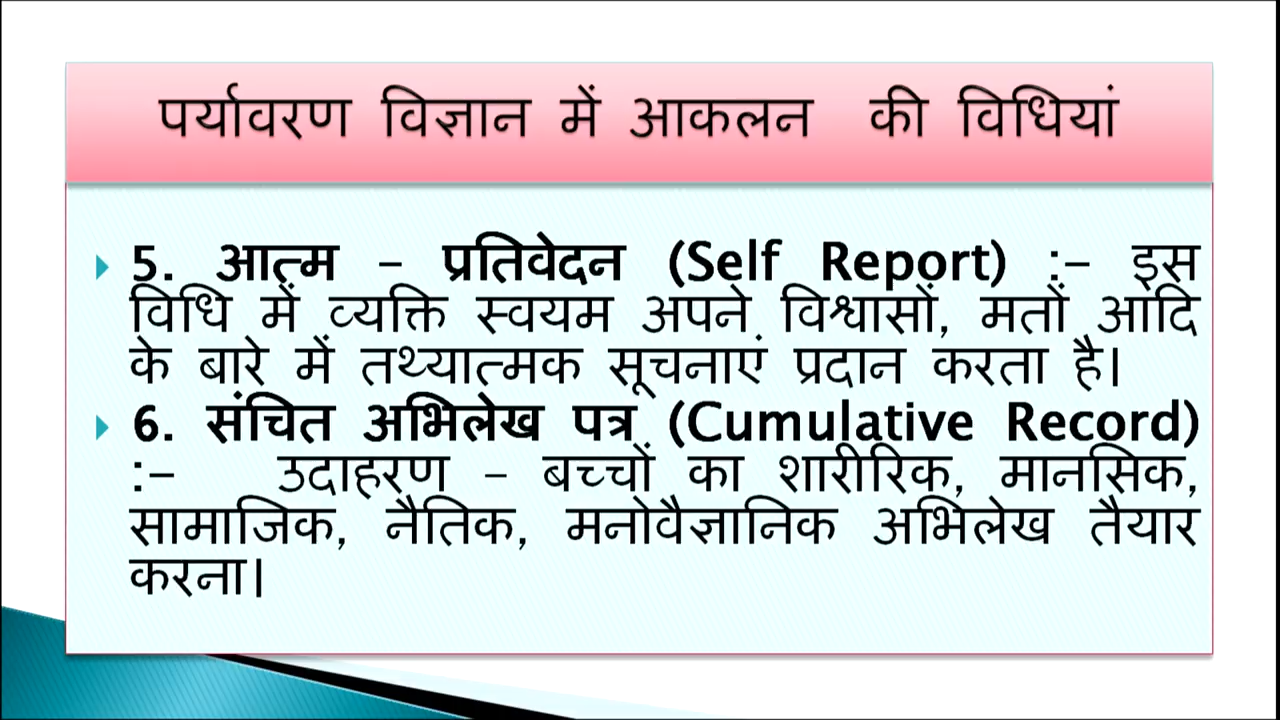 पर्यावरण विज्ञान में आकलन की विधियां
5. आत्म – प्रतिवेदन (Self Report) :– इस
विधि में व्यक्ति स्वयम अपने विश्वासों, मतों आदि
के बारे में तथ्यात्मक सूचनाएं प्रदान करता है।
6. संचित अभिलेख पत्र (Cumulative Record)
:– उदाहरण – बच्चों का शारीरिक, मानसिक,
सामाजिक, नैतिक, मनोवैज्ञानिक अभिलेख तैयार
करना।